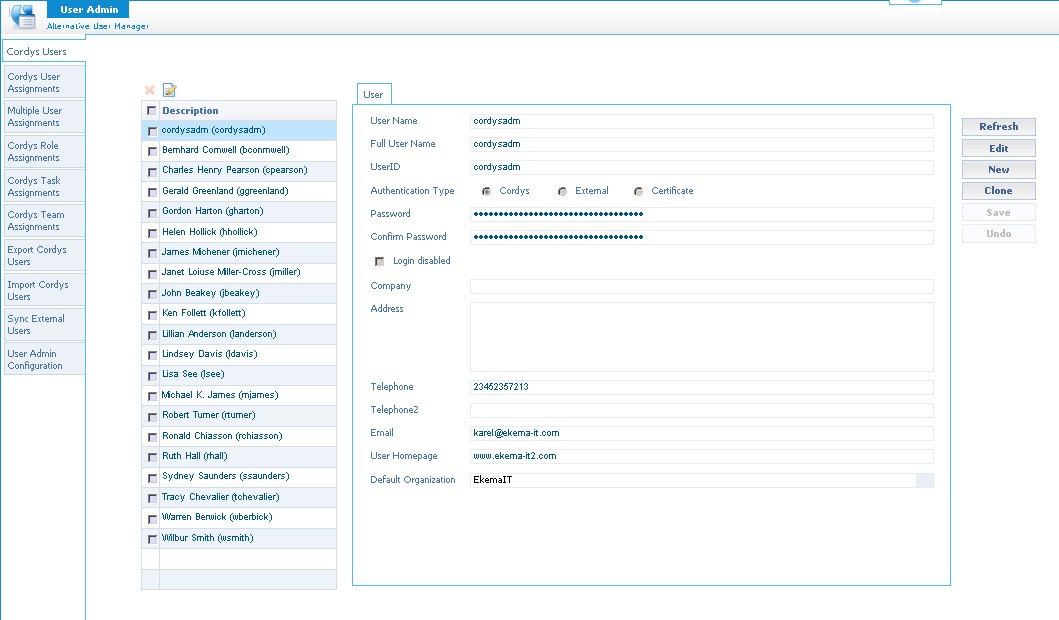 User Admin
Alternative User Manager
Cordys Users
Cordys User
Assignments
Multiple User
Assignments
Cordys Role
Assignments
Cordys Task
Assignments
Cordys Team
Assignments
Export Cordys
Users
Import Cordys
Users
Sync External
Users
User Admin
Configuration
Description
cordysadm (cordysadm)
Bernhard Cornwell (bconrnwell)
Charles Henry Pearson (cpearson)
Gerald Greenland (ggreenland)
Gordon Harton (gharton)
Helen Hollick (hhollick)
James Michener (jmichener)
Janet Loiuse Miller-Cross (jmiller)
John Beakey (jbeakey)
Ken Follett (kfollett)
Lillian Anderson (landerson)
Lindsey Davis (ldavis)
Lisa See (lsee)
Michael K. James (mjames)
Robert Turner (rturner)
Ronald Chiasson (rchiasson)
Ruth Hall (rhall)
Sydney Saunders (ssaunders)
Tracy Chevalier (tchevalier)
Warren Berwick (wberbick)
Wilbur Smith (wsmith)
User
User Name cordysadm
Full User Name cordysadm
UserID cordysadm
Authentication Type Cordys External Certificate
Password ••••••••••••••••••••••••••••••••••
Confirm Password ••••••••••••••••••••••••••••••••••
Login disabled
Company
Address
Telephone 23452357213
Telephone2
Email karel@ekema-it.com
User Homepage www.ekema-it2.com
Default Organization EkemaIT
Refresh
Edit
New
Clone
Save
Undo